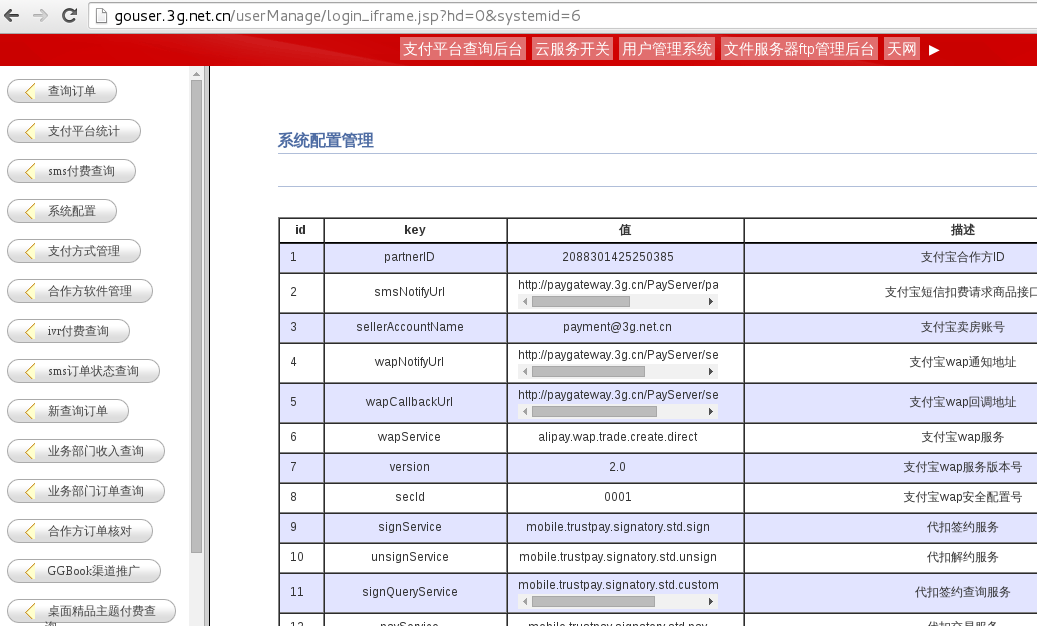 gouser.3g.net.cn/userManage/login_iframe.jsp?hd=0&systemid=6
支付平台查询后台 云服务开关 用户管理系统 文件服务器ftp管理后台 天网 ▶
查询订单
支付平台统计
sms付费查询
系统配置
支付方式管理
合作方软件管理
ivr付费查询
sms订单状态查询
新查询订单
业务部门收入查询
业务部门订单查询
合作方订单核对
GGBook渠道推广
桌面精品主题付费查
询
系统配置管理
id key 值 描述
1 partnerID 2088301425250385 支付宝合作方ID
2 smsNotifyUrl http://paygateway.3g.cn/PayServer/pa 支付宝短信扣费请求商品接口
3 sellerAccountName payment@3g.net.cn 支付宝卖房账号
4 wapNotifyUrl http://paygateway.3g.cn/PayServer/se 支付宝wap通知地址
5 wapCallbackUrl http://paygateway.3g.cn/PayServer/se 支付宝wap回调地址
6 wapService alipay.wap.trade.create.direct 支付宝wap服务
7 version 2.0 支付宝wap服务版本号
8 secId 0001 支付宝wap安全配置号
9 signService mobile.trustpay.signatory.std.sign 代扣签约服务
10 unsignService mobile.trustpay.signatory.std.unsign 代扣解约服务
11 signQueryService mobile.trustpay.signatory.std.custom 代扣签约查询服务
12 payService mobile.trustpay.signatory.std.pay 代扣交易服务